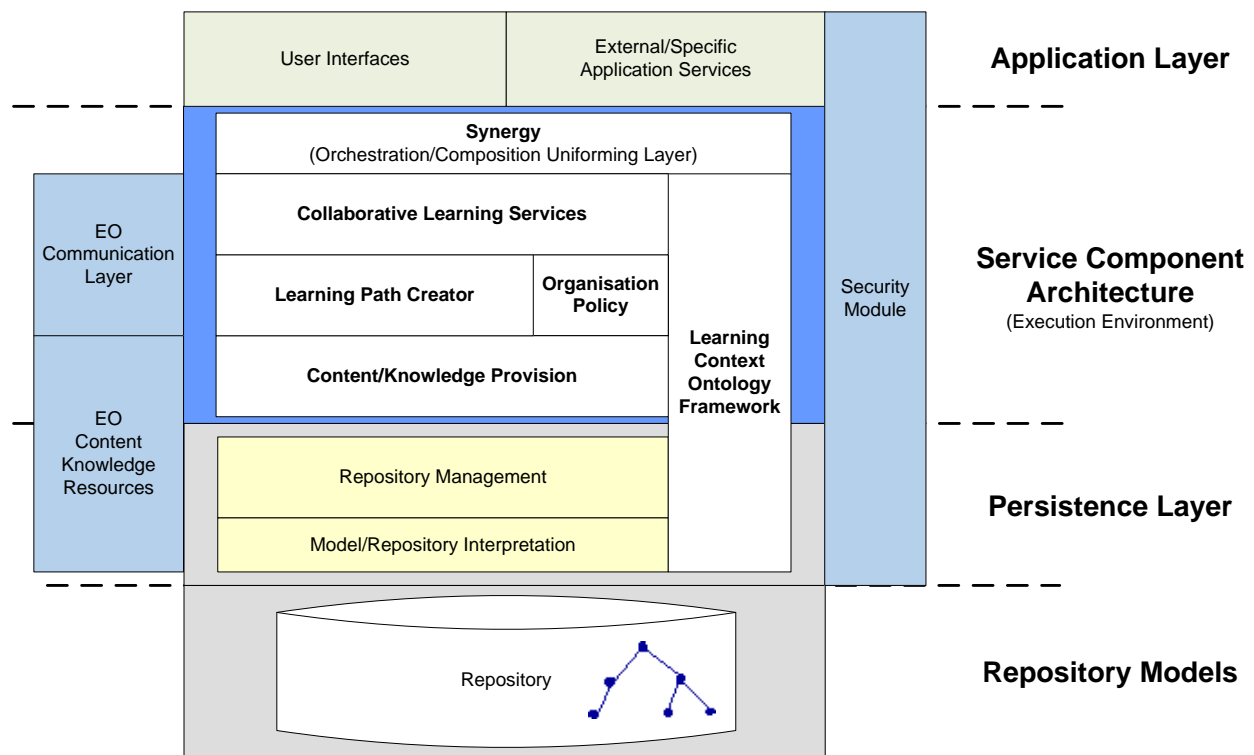 User Interfaces
External/Specific
Application Services
Application Layer
Synergy
(Orchestration/Composition Uniforming Layer)
EO
Communication
Layer
Collaborative Learning Services
Learning Path Creator
Organisation
Policy
Content/Knowledge Provision
Learning
Context
Ontology
Framework
Security
Module
Service Component
Architecture
(Execution Environment)
EO
Content
Knowledge
Resources
Repository Management
Model/Repository Interpretation
Persistence Layer
Repository
Repository Models